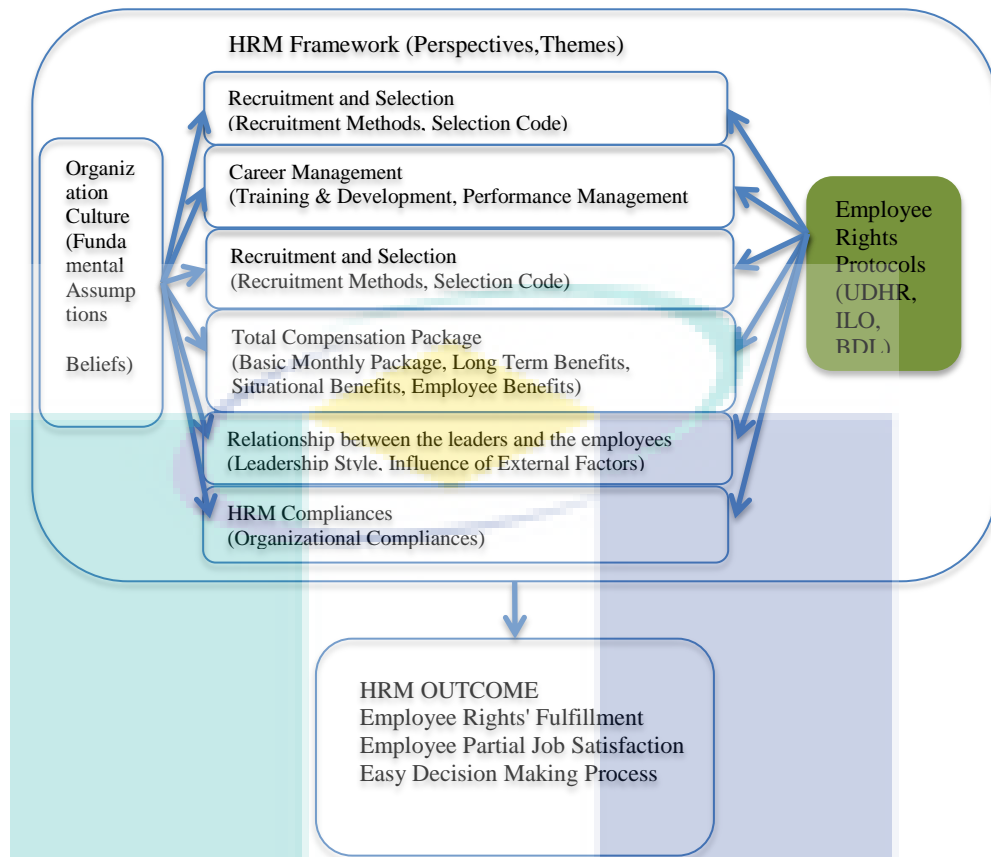 HRM Framework (Perspectives,Themes)
Recruitment and Selection
(Recruitment Methods, Selection Code)
Career Management
(Training & Development, Performance Management
Organiz
ation
Culture
(Funda
mental
Assump
tions
Beliefs)
Employee
Rights
Protocols
(UDHR,
ILO,
BDL)
Recruitment and Selection
(Recruitment Methods, Selection Code)
Total Compensation Package
(Basic Monthly Package, Long Term Benefits,
Situational Benefits, Employee Benefits)
Relationship between the leaders and the employees
(Leadership Style, Influence of External Factors)
HRM Compliances
(Organizational Compliances)
HRM OUTCOME
Employee Rights' Fulfillment
Employee Partial Job Satisfaction
Easy Decision Making Process